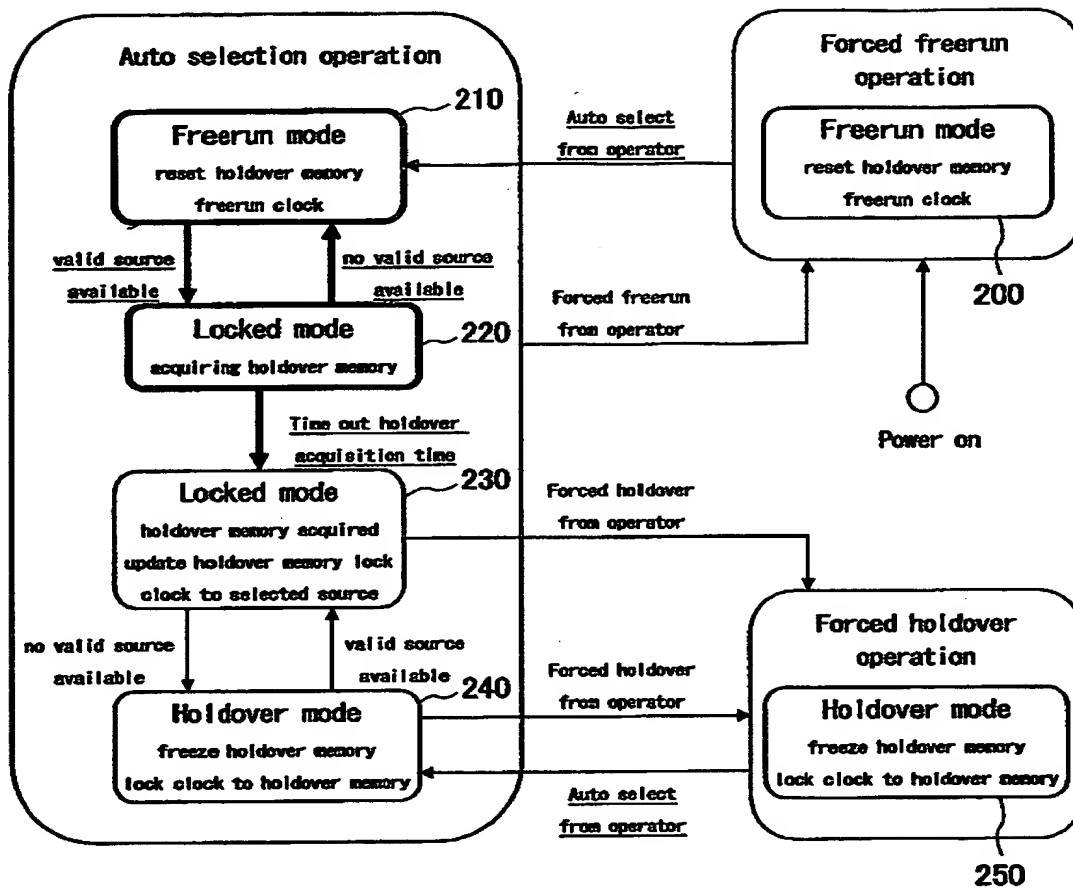 Auto selection operation
210
Freerun mode
reset holdover memory
freerun clock
valid source
available
no valid source
available
Locked mode
acquiring holdover memory
220
Time out holdover
acquisition time
230
Locked mode
holdover memory acquired
update holdover memory lock
clock to selected source
no valid source
available
valid source
available
240
Holdover mode
freeze holdover memory
lock clock to holdover memory
Auto select
from operator
Forced freerun
from operator
Forced holdover
from operator
Forced holdover
from operator
Auto select
from operator
Forced freerun
operation
Freerun mode
reset holdover memory
freerun clock
200
Power on
Forced holdover
operation
Holdover mode
freeze holdover memory
lock clock to holdover memory
250